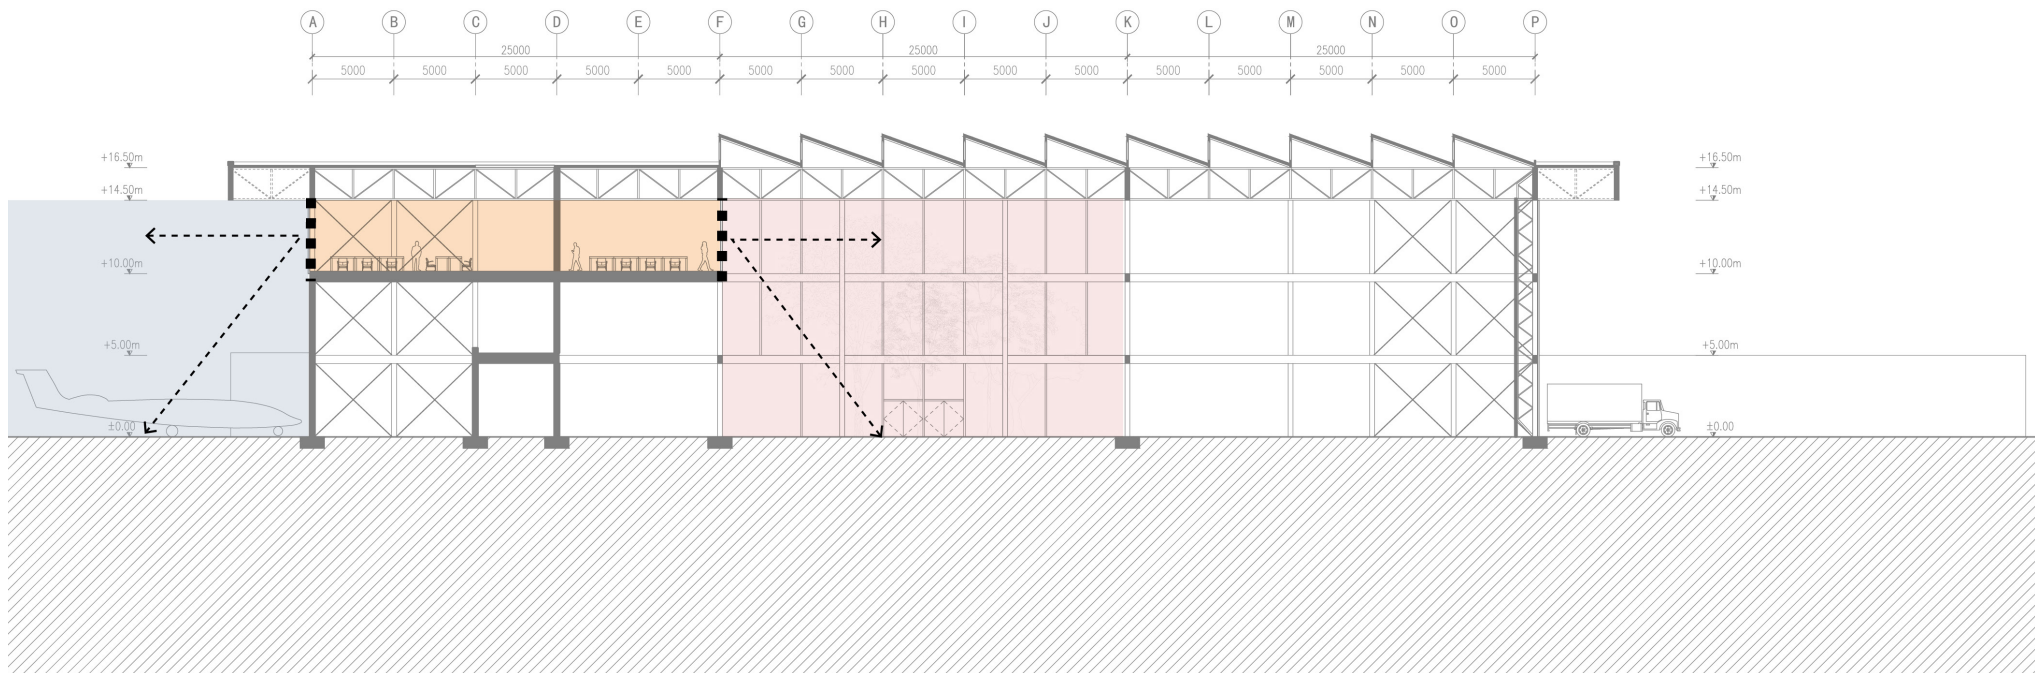 A B C D E F G H I J K L M N O P
25000 25000 25000
5000 5000 5000 5000 5000 5000 5000 5000 5000 5000 5000 5000 5000 5000 5000
+16.50m +16.50m
+14.50m +14.50m
+10.00m +10.00m
+5.00m +5.00m
±0.00 ±0.00